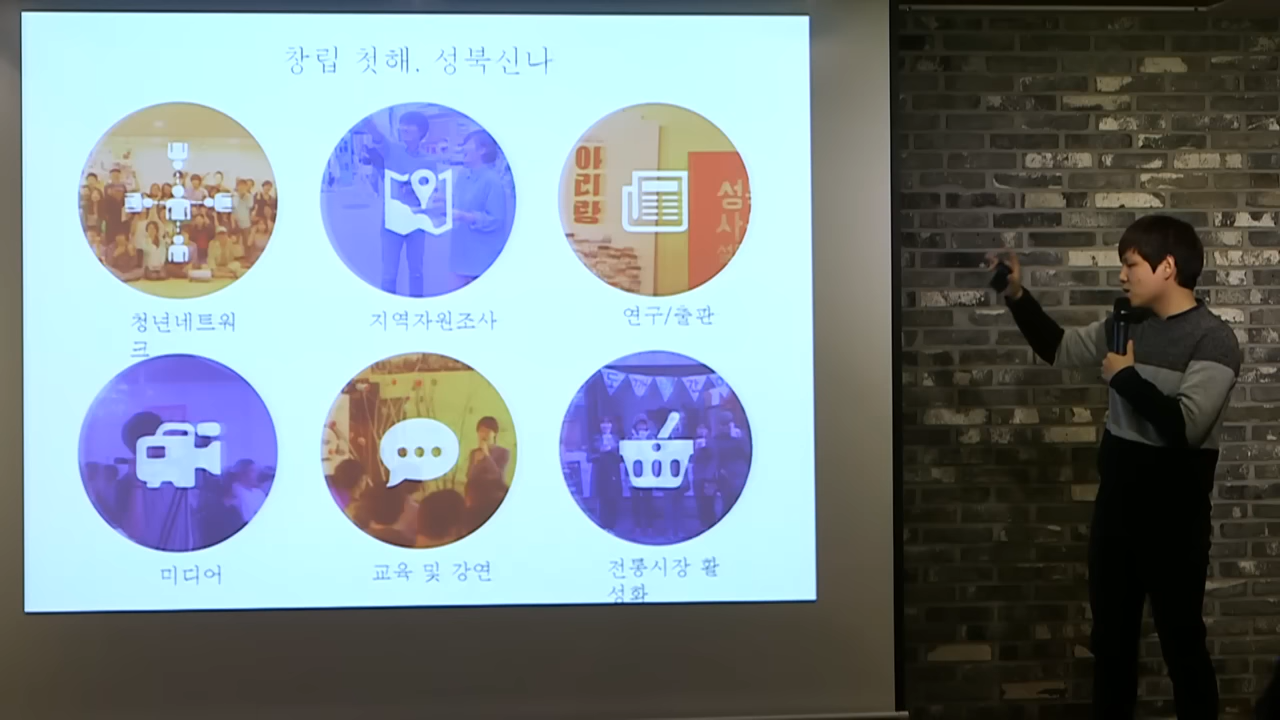 창립 첫해. 성북신나
아리랑
성
사
청년네트워
크
지역자원조사
연구/출판
미디어
교육 및 강연
전통시장 활
성화